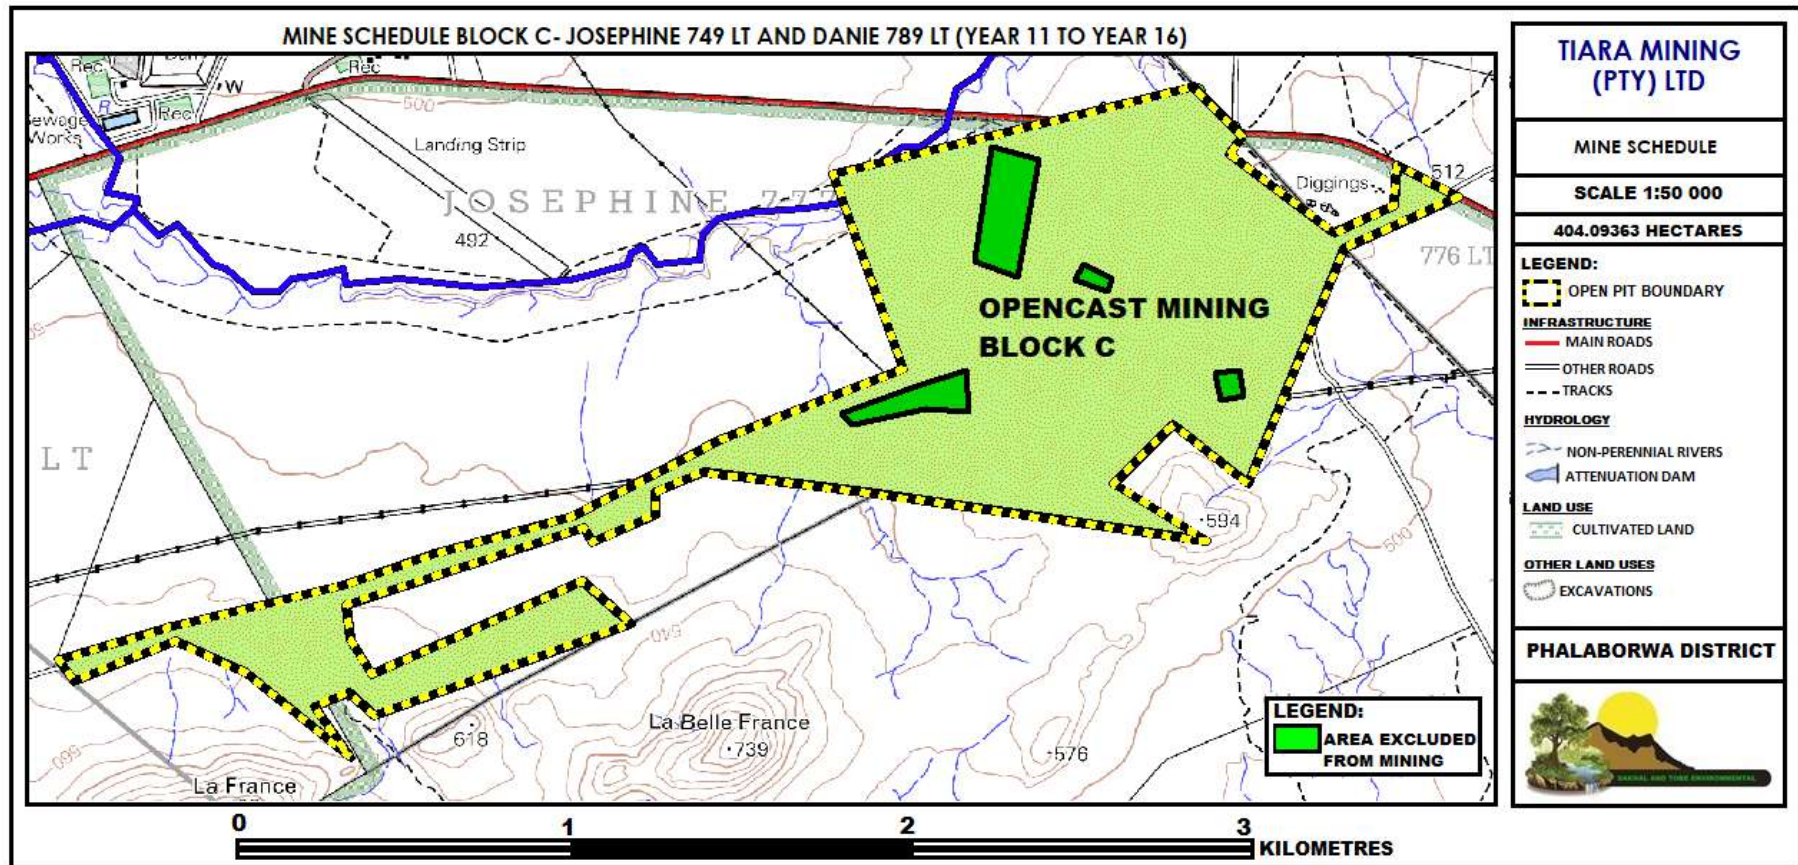 MINE SCHEDULE BLOCK C- JOSEPHINE 749 LT AND DANIE 789 LT (YEAR 11 TO YEAR 16)
Rec
Rec
W
500
R
Rec
Sewage
Works
Landing Strip
JOSEPHINE 77
492
Diggings
512
776 LT
OPENCAST MINING
BLOCK C
LT
594
500
540
La Belle France
739
618
576
560
La France
LEGEND:
AREA EXCLUDED
FROM MINING
0 1 2 3
KILOMETRES
TIARA MINING
(PTY) LTD
MINE SCHEDULE
SCALE 1:50 000
404.09363 HECTARES
LEGEND:
OPEN PIT BOUNDARY
INFRASTRUCTURE
MAIN ROADS
OTHER ROADS
TRACKS
HYDROLOGY
NON-PERENNIAL RIVERS
ATTENUATION DAM
LAND USE
CULTIVATED LAND
OTHER LAND USES
EXCAVATIONS
PHALABORWA DISTRICT